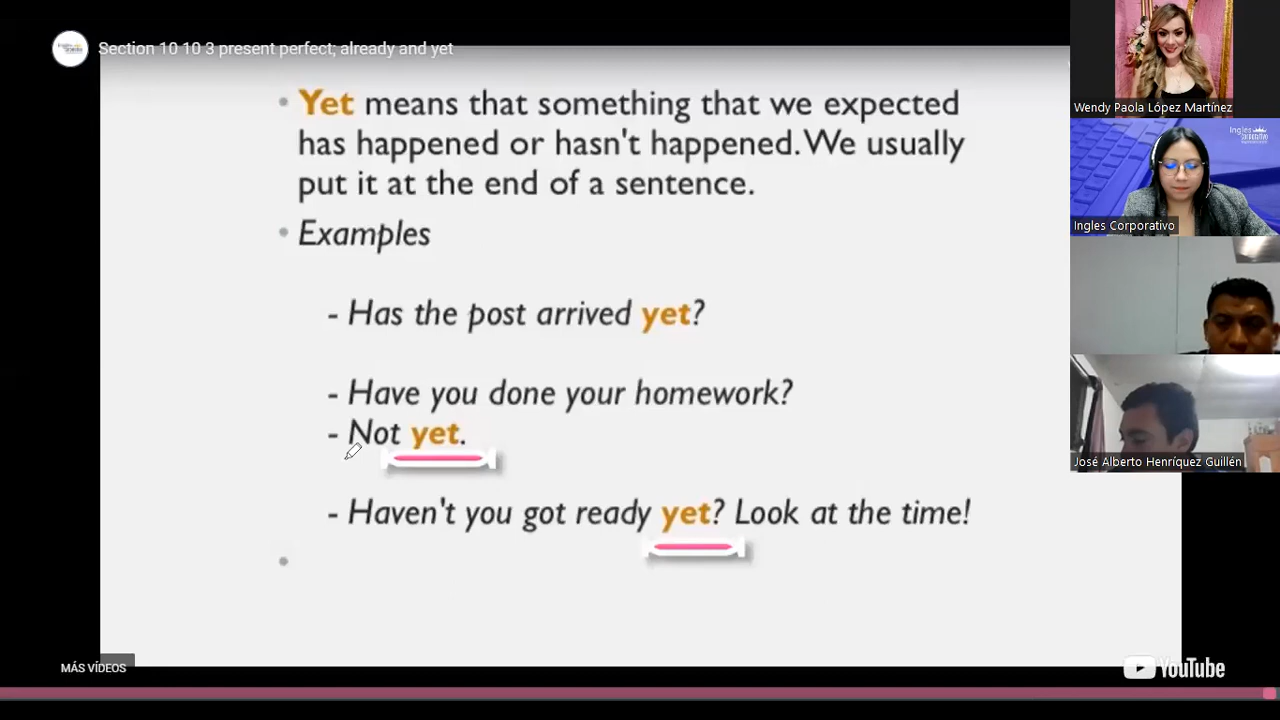 Section 10 10 3 present perfect; already and yet
• Yet means that something that we expected
has happened or hasn't happened. We usually
put it at the end of a sentence.
• Examples
- Has the post arrived yet?
- Have you done your homework?
- Not yet.
- Haven't you got ready yet? Look at the time!
•
MÁS VÍDEOS
YouTube
Wendy Paola López Martínez
Ingles
corporativo
Ingles Corporativo
José Alberto Henríquez Guillén